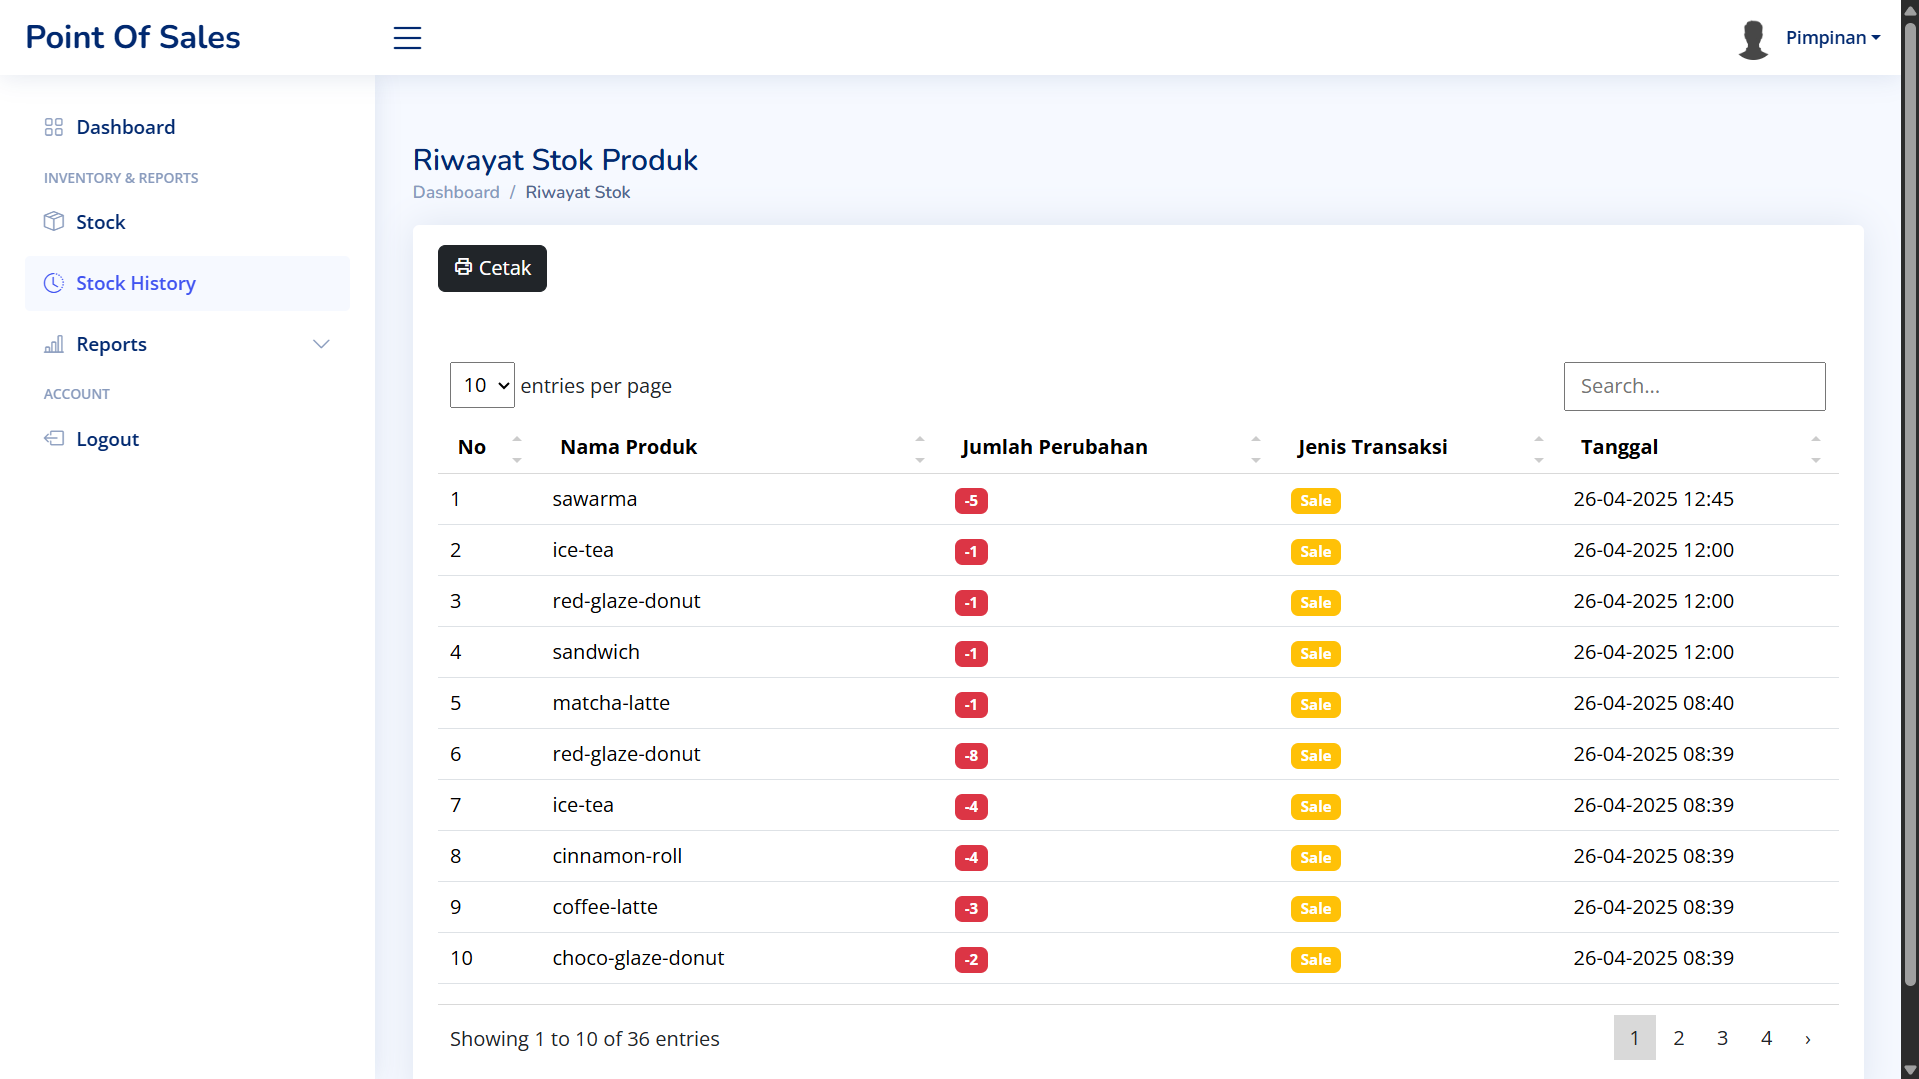 Point Of Sales
Pimpinan
Dashboard
INVENTORY & REPORTS
Stock
Stock History
Reports
ACCOUNT
Logout
Riwayat Stok Produk
Dashboard / Riwayat Stok
Cetak
10 entries per page
Search...
No Nama Produk Jumlah Perubahan Jenis Transaksi Tanggal
1 sawarma -5 Sale 26-04-2025 12:45
2 ice-tea -1 Sale 26-04-2025 12:00
3 red-glaze-donut -1 Sale 26-04-2025 12:00
4 sandwich -1 Sale 26-04-2025 12:00
5 matcha-latte -1 Sale 26-04-2025 08:40
6 red-glaze-donut -8 Sale 26-04-2025 08:39
7 ice-tea -4 Sale 26-04-2025 08:39
8 cinnamon-roll -4 Sale 26-04-2025 08:39
9 coffee-latte -3 Sale 26-04-2025 08:39
10 choco-glaze-donut -2 Sale 26-04-2025 08:39
Showing 1 to 10 of 36 entries
1 2 3 4 ›